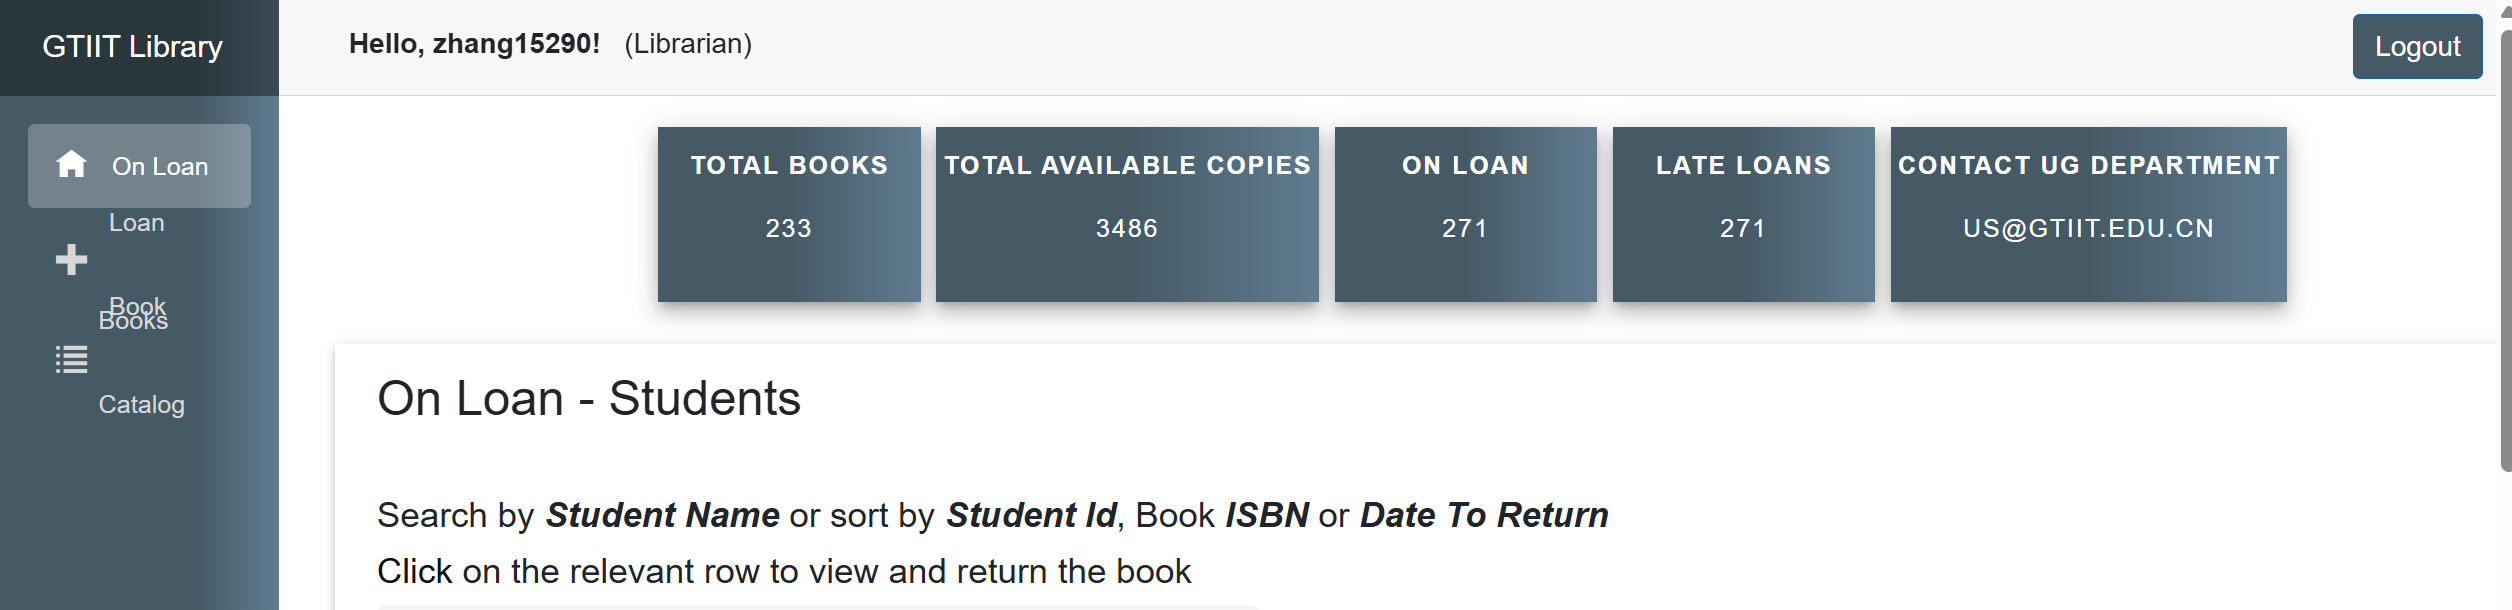 GTIIT Library
Hello, zhang15290! (Librarian)
Logout
On Loan
Loan
Book
Books
Catalog
TOTAL BOOKS
233
TOTAL AVAILABLE COPIES
3486
ON LOAN
271
LATE LOANS
271
CONTACT UG DEPARTMENT
US@GTIIT.EDU.CN
On Loan - Students
Search by Student Name or sort by Student Id, Book ISBN or Date To Return
Click on the relevant row to view and return the book